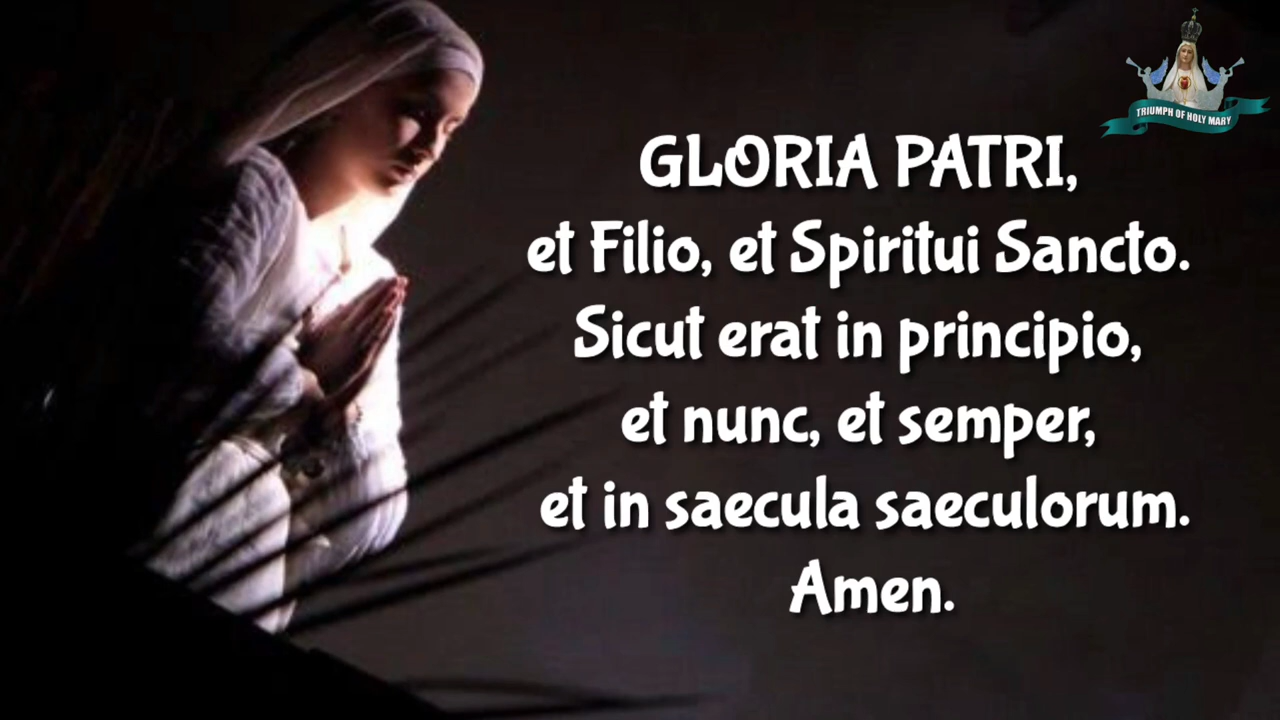 TRIUMPH OF HOLY MARY
GLORIA PATRI,
et Filio, et Spiritui Sancto.
Sicut erat in principio,
et nunc, et semper,
et in saecula saeculorum.
Amen.